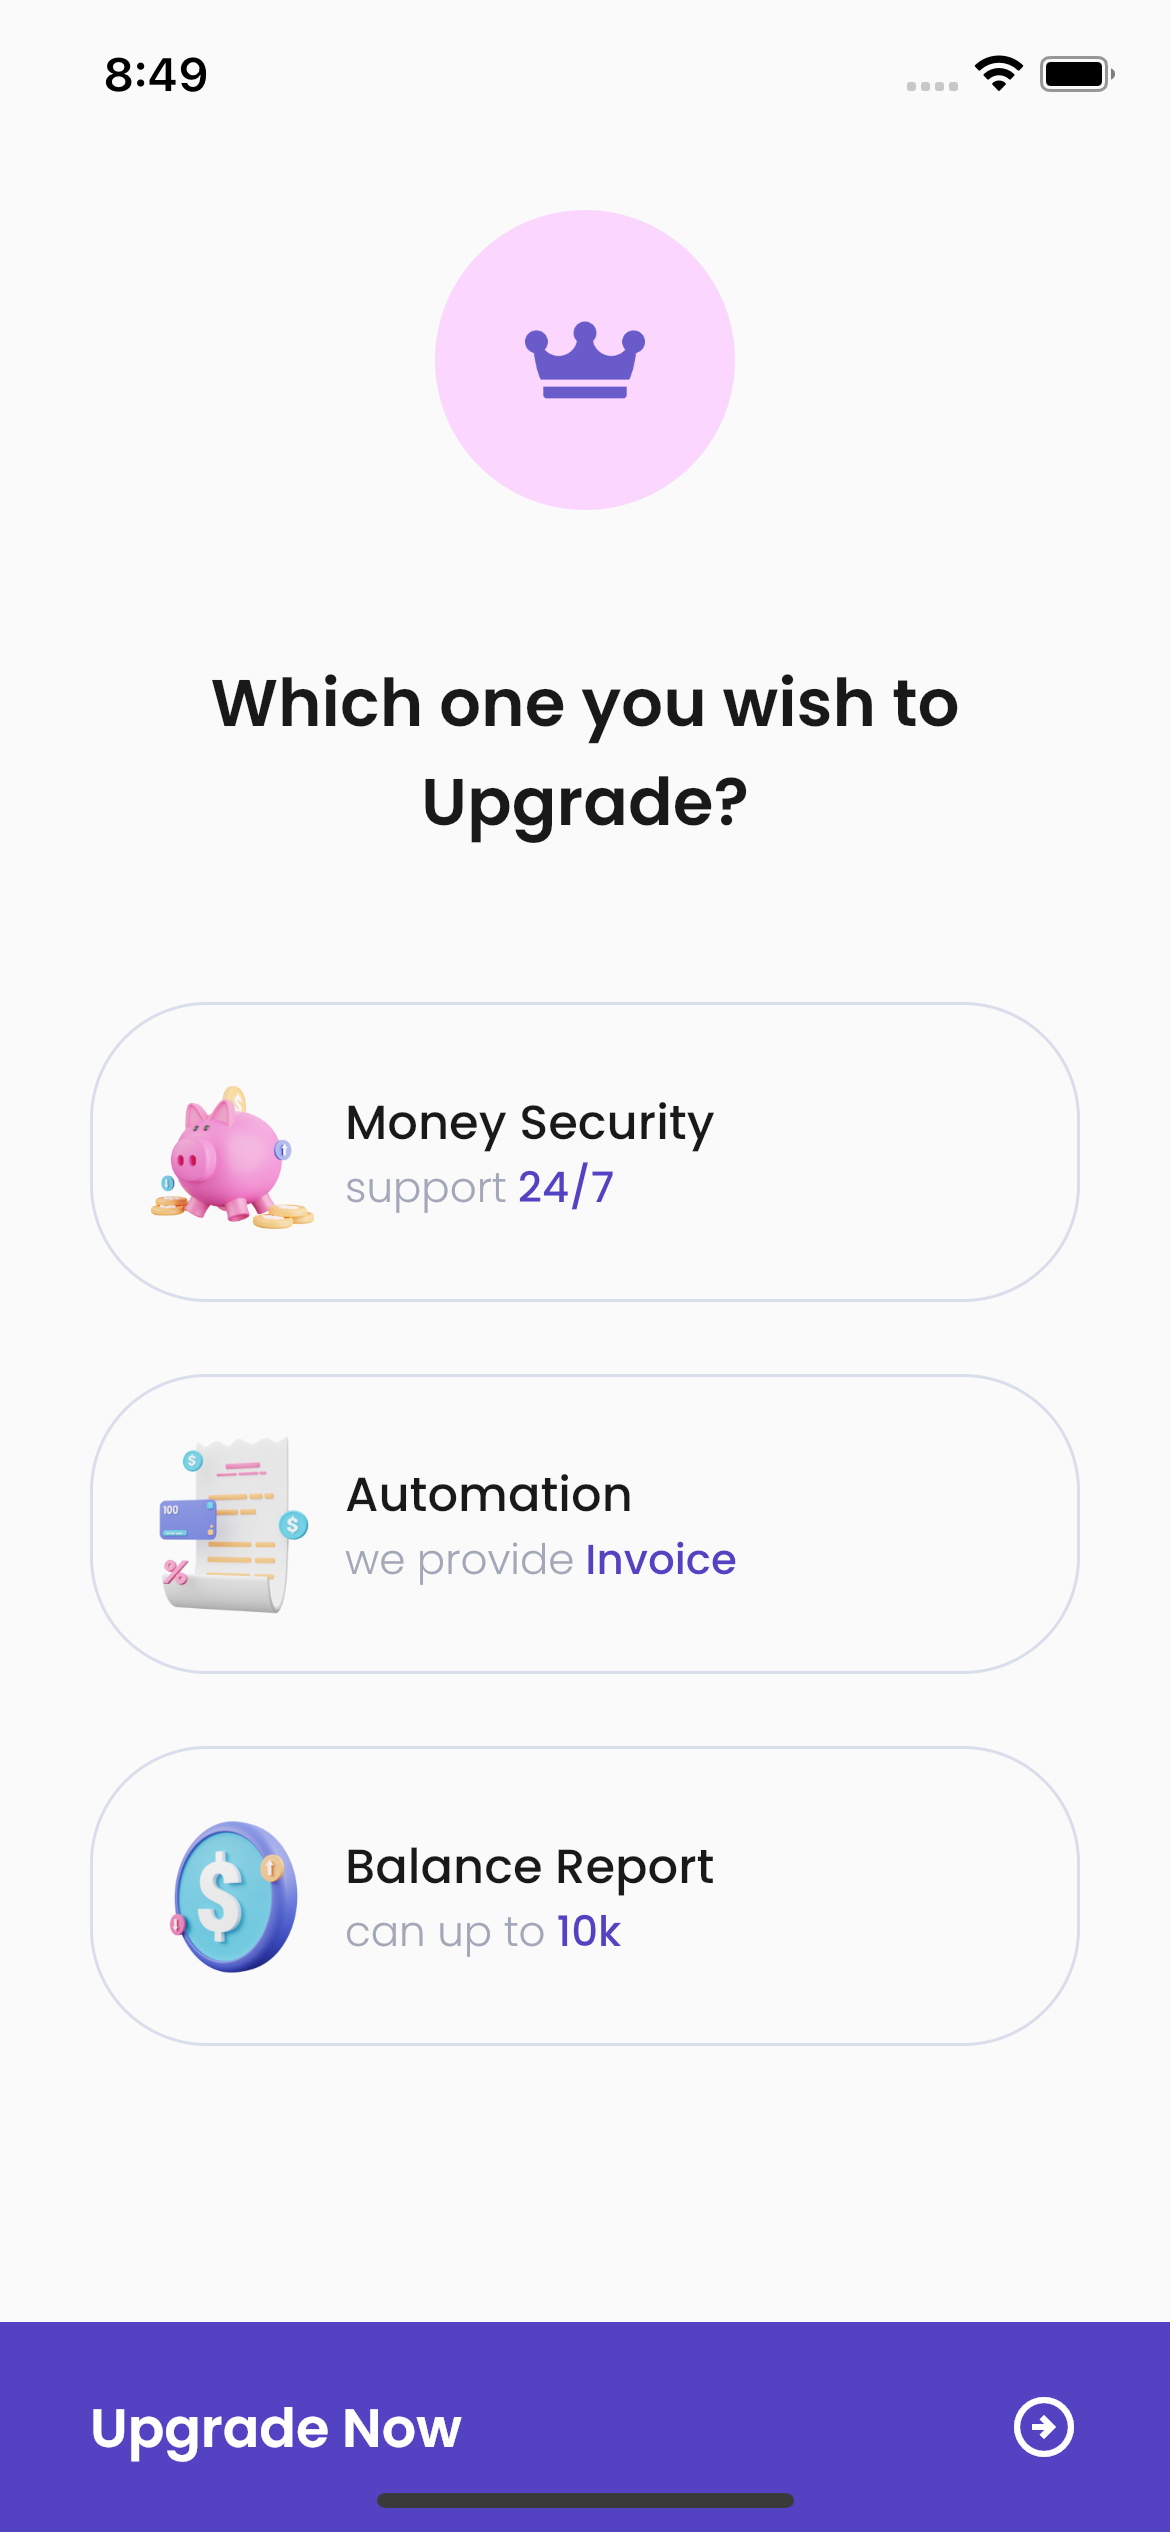 8:49
Which one you wish to
Upgrade?
Money Security
support 24/7
$
100
$
%
Automation
we provide Invoice
$
Balance Report
can up to 10k
Upgrade Now